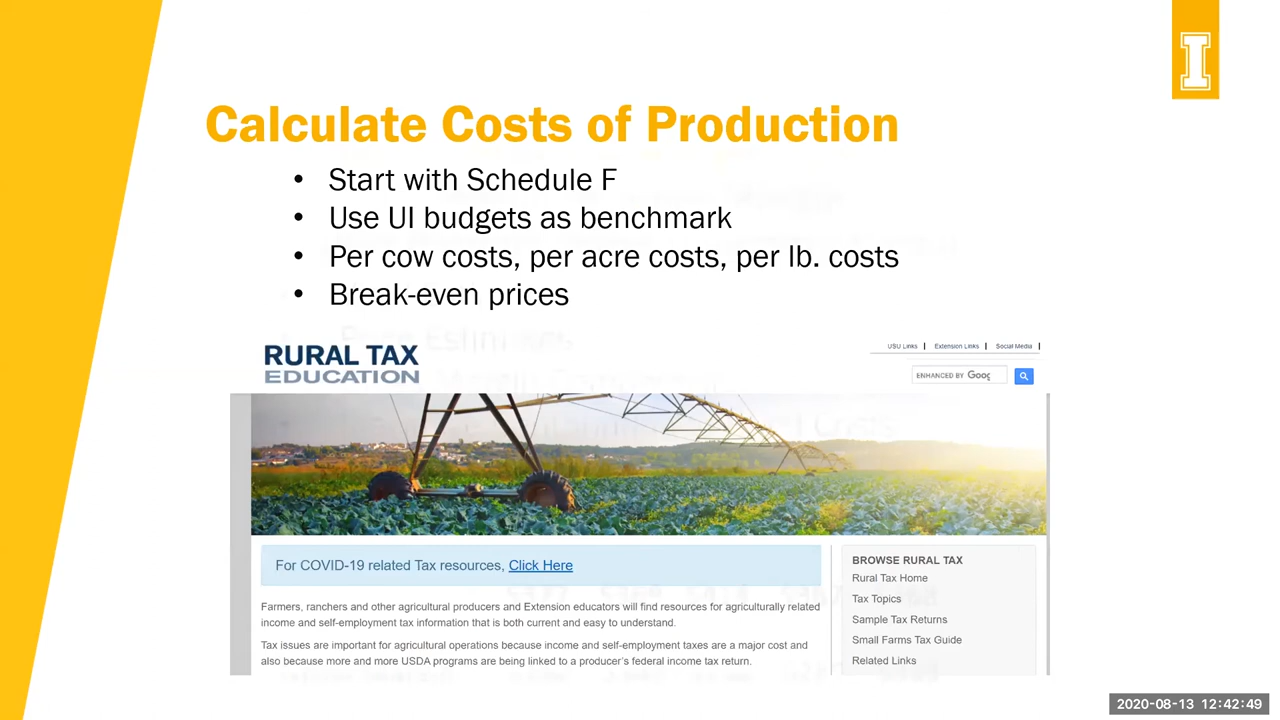 I
Calculate Costs of Production
• Start with Schedule F
• Use UI budgets as benchmark
• Per cow costs, per acre costs, per lb. costs
• Break-even prices
RURAL TAX
EDUCATION
USU Links | Extension Links | Social Media |
ENHANCED BY Goog
For COVID-19 related Tax resources, Click Here
Farmers, ranchers and other agricultural producers and Extension educators will find resources for agriculturally related
income and self-employment tax information that is both current and easy to understand.
Tax issues are important for agricultural operations because income and self-employment taxes are a major cost and
also because more and more USDA programs are being linked to a producer's federal income tax return.
BROWSE RURAL TAX
Rural Tax Home
Tax Topics
Sample Tax Returns
Small Farms Tax Guide
Related Links
2020-08-13 12:42:49